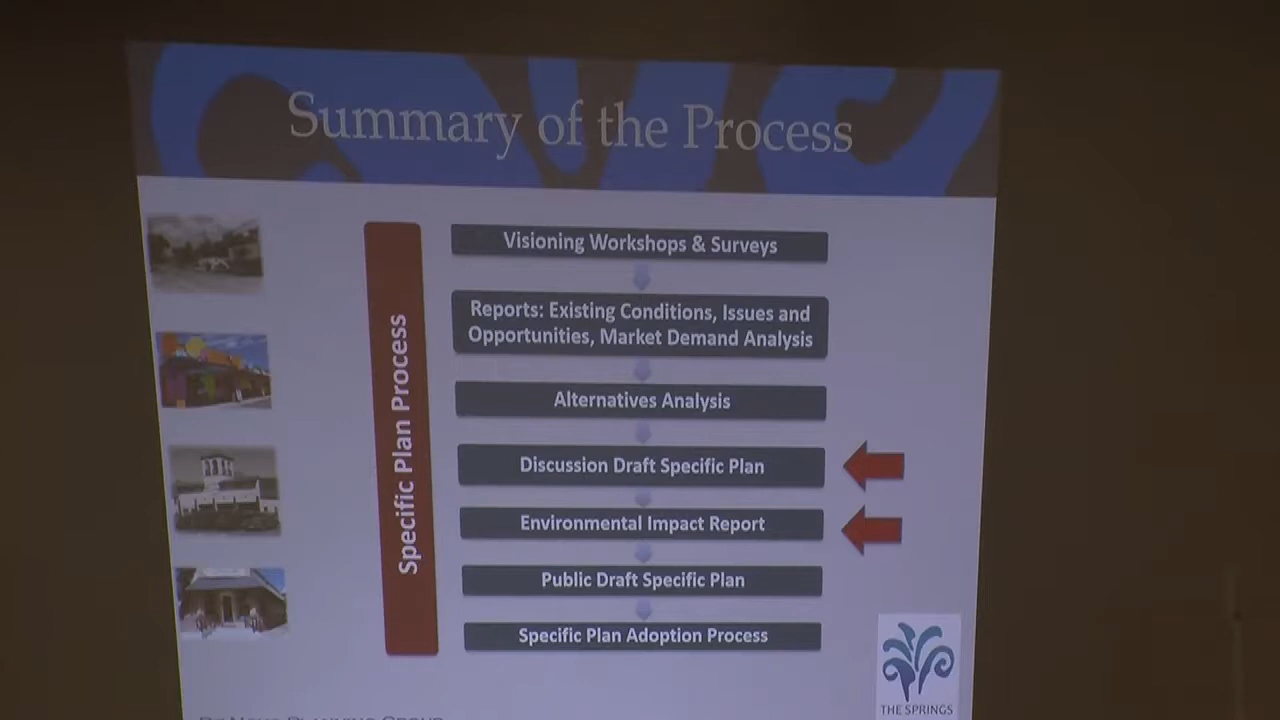 Summary of the Process
Specific Plan Process
Visioning Workshops & Surveys
Reports: Existing Conditions, Issues and
Opportunities, Market Demand Analysis
Alternatives Analysis
Discussion Draft Specific Plan
Environmental Impact Report
Public Draft Specific Plan
Specific Plan Adoption Process
THE SPRINGS